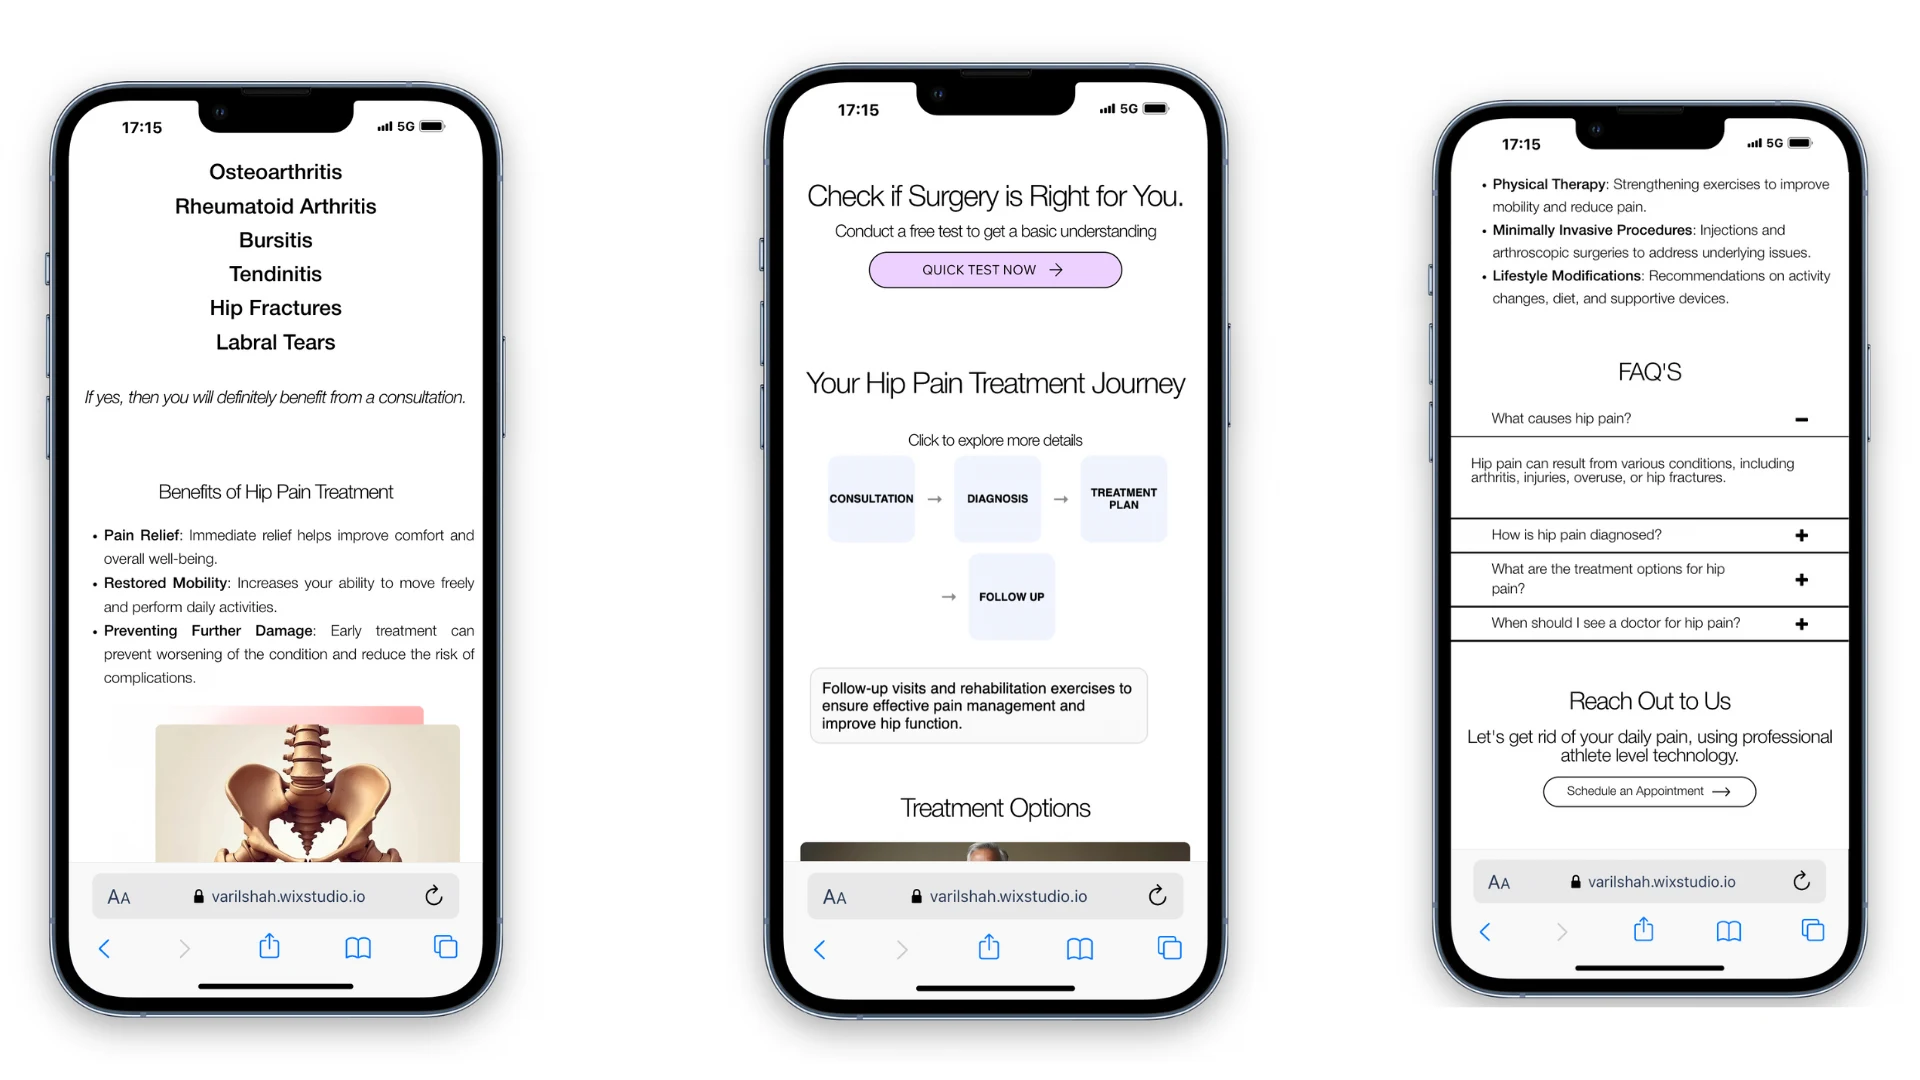 17:15
5G
Osteoarthritis
Rheumatoid Arthritis
Bursitis
Tendinitis
Hip Fractures
Labral Tears
If yes, then you will definitely benefit from a consultation.
Benefits of Hip Pain Treatment
• Pain Relief: Immediate relief helps improve comfort and
overall well-being.
• Restored Mobility: Increases your ability to move freely
and perform daily activities.
• Preventing Further Damage: Early treatment can
prevent worsening of the condition and reduce the risk of
complications.
AA
varilshah.wixstudio.io
17:15
5G
Check if Surgery is Right for You.
Conduct a free test to get a basic understanding
QUICK TEST NOW →
Your Hip Pain Treatment Journey
Click to explore more details
CONSULTATION → DIAGNOSIS → TREATMENT
PLAN
→ FOLLOW UP
Follow-up visits and rehabilitation exercises to
ensure effective pain management and
improve hip function.
Treatment Options
AA
varilshah.wixstudio.io
17:15
5G
• Physical Therapy: Strengthening exercises to improve
mobility and reduce pain.
• Minimally Invasive Procedures: Injections and
arthroscopic surgeries to address underlying issues.
• Lifestyle Modifications: Recommendations on activity
changes, diet, and supportive devices.
FAQ'S
What causes hip pain?
Hip pain can result from various conditions, including
arthritis, injuries, overuse, or hip fractures.
How is hip pain diagnosed?
What are the treatment options for hip
pain?
When should I see a doctor for hip pain?
Reach Out to Us
Let's get rid of your daily pain, using professional
athlete level technology.
Schedule an Appointment →
AA
varilshah.wixstudio.io